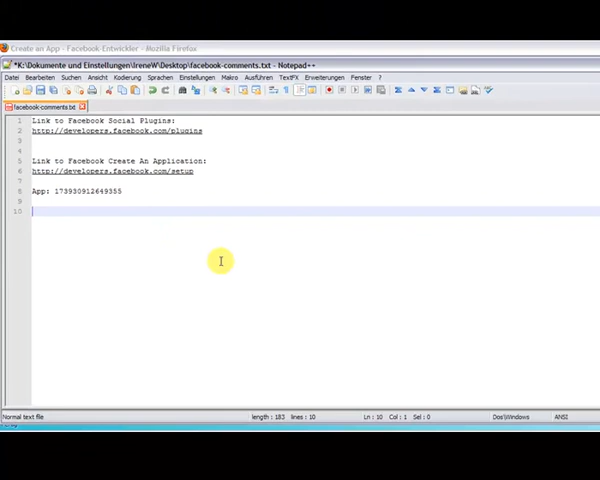 Create an App - Facebook-Entwickler - Mozilla Firefox
*K:\Dokumente und Einstellungen\IreneW\Desktop\facebook-comments.txt - Notepad++
Datei Bearbeiten Suchen Ansicht Kodierung Sprachen Einstellungen Makro Ausführen TextFX Erweiterungen Fenster ?
facebook-comments.txt
1 Link to Facebook Social Plugins:
2 http://developers.facebook.com/plugins
3
4
5 Link to Facebook Create An Application:
6 http://developers.facebook.com/setup
7
8 App: 173930912649355
9
10
Normal text file length : 183 lines : 10 Ln : 10 Col : 1 Sel : 0 Dos\Windows ANSI